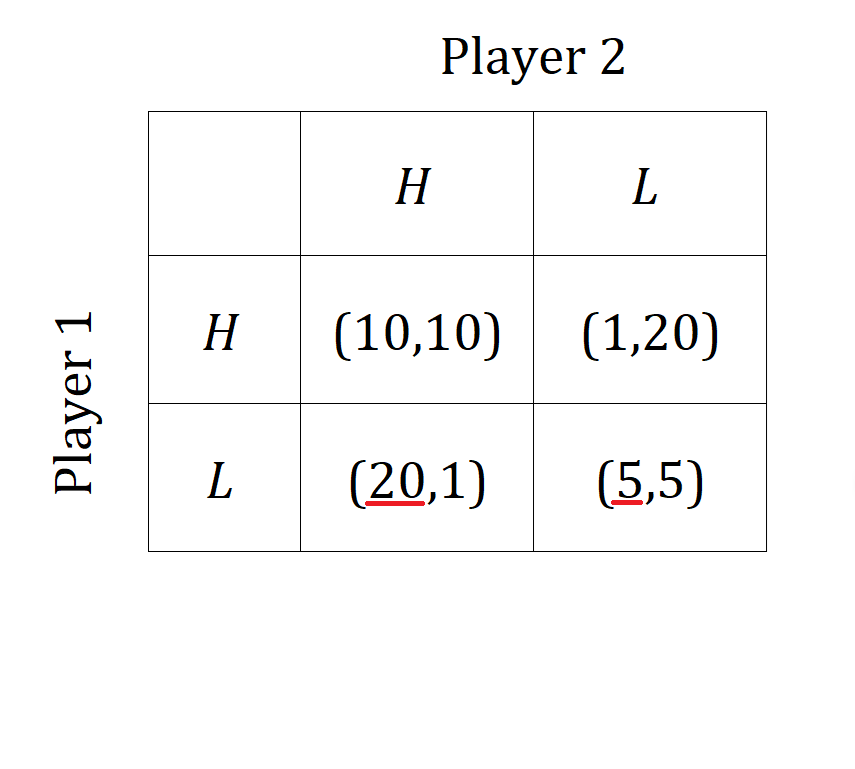 Player 2
H L
Player 1
H (10,10) (1,20)
L (20,1) (5,5)